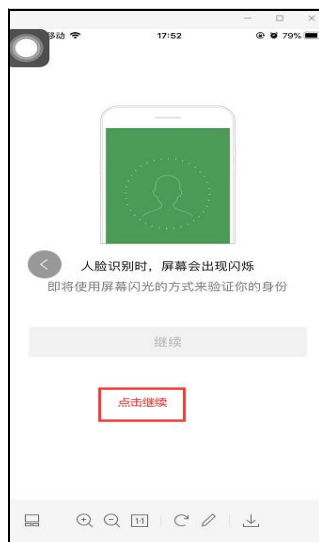 移动 17:52 79%
人脸识别时，屏幕会出现闪烁
即将使用屏幕闪光的方式来验证你的身份
继续
点击继续
1:1